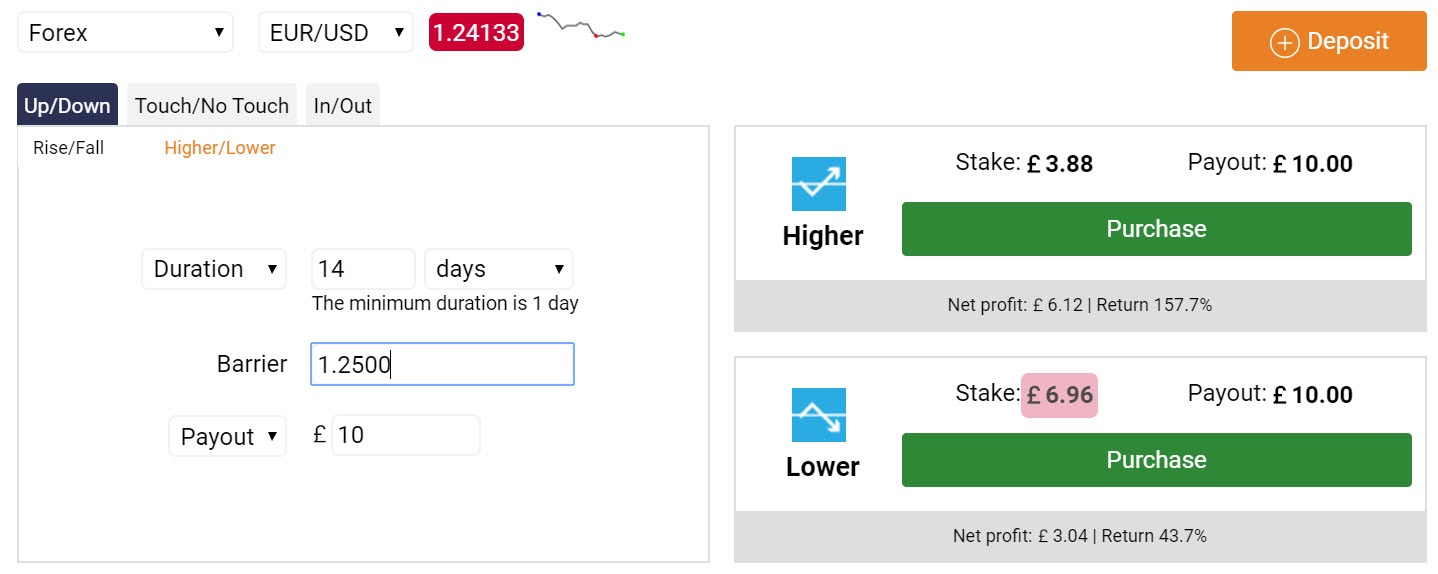 Forex EUR/USD 1.24133 Deposit
Up/Down Touch/No Touch In/Out
Rise/Fall Higher/Lower
Duration 14 days
The minimum duration is 1 day
Barrier 1.2500
Payout £ 10
Stake: £ 3.88 Payout: £ 10.00
Higher Purchase
Net profit: £ 6.12 | Return 157.7%
Stake: £ 6.96 Payout: £ 10.00
Lower Purchase
Net profit: £ 3.04 | Return 43.7%